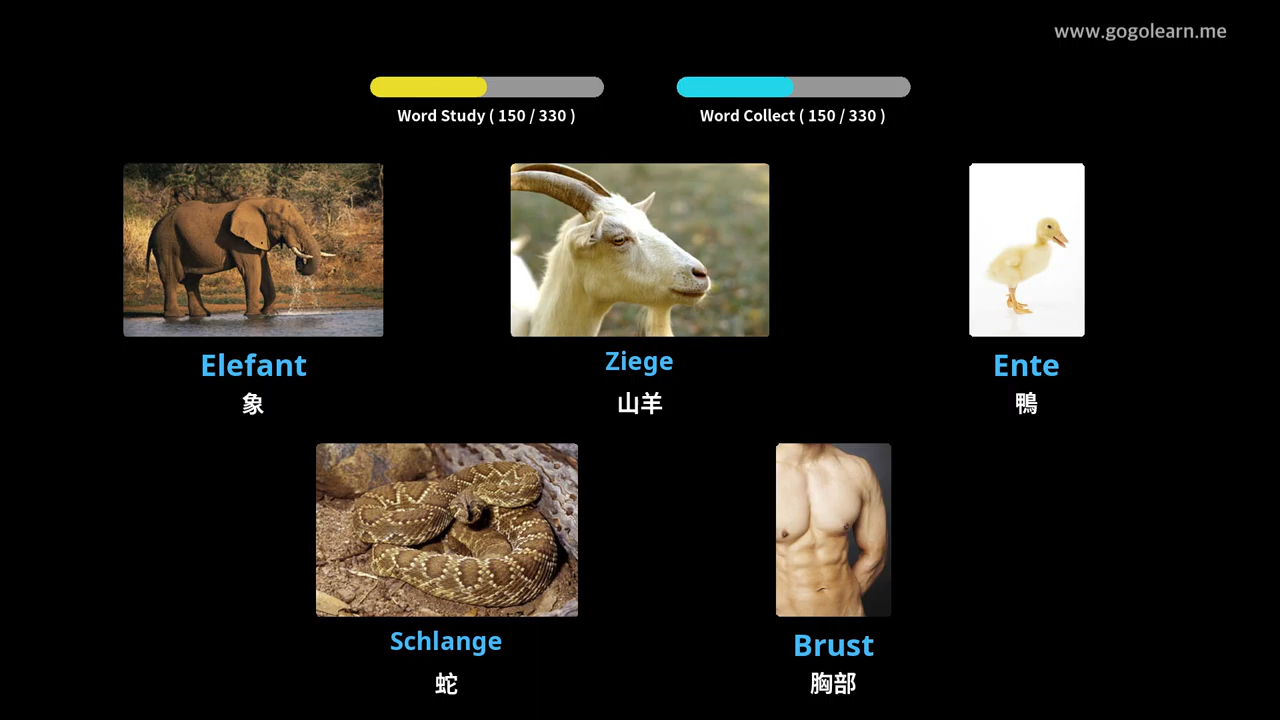 www.gogolearn.me
Word Study ( 150 / 330 )
Word Collect ( 150 / 330 )
Elefant
象
Ziege
山羊
Ente
鴨
Schlange
蛇
Brust
胸部